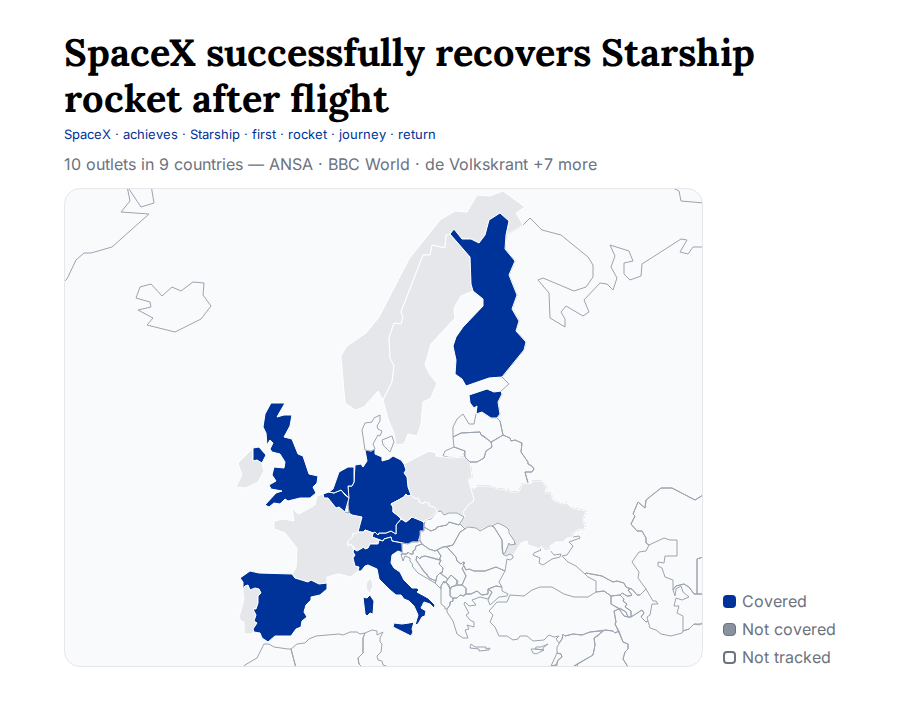 SpaceX successfully recovers Starship
rocket after flight
SpaceX · achieves · Starship · first · rocket · journey · return
10 outlets in 9 countries — ANSA · BBC World · de Volkskrant +7 more
Covered
Not covered
Not tracked